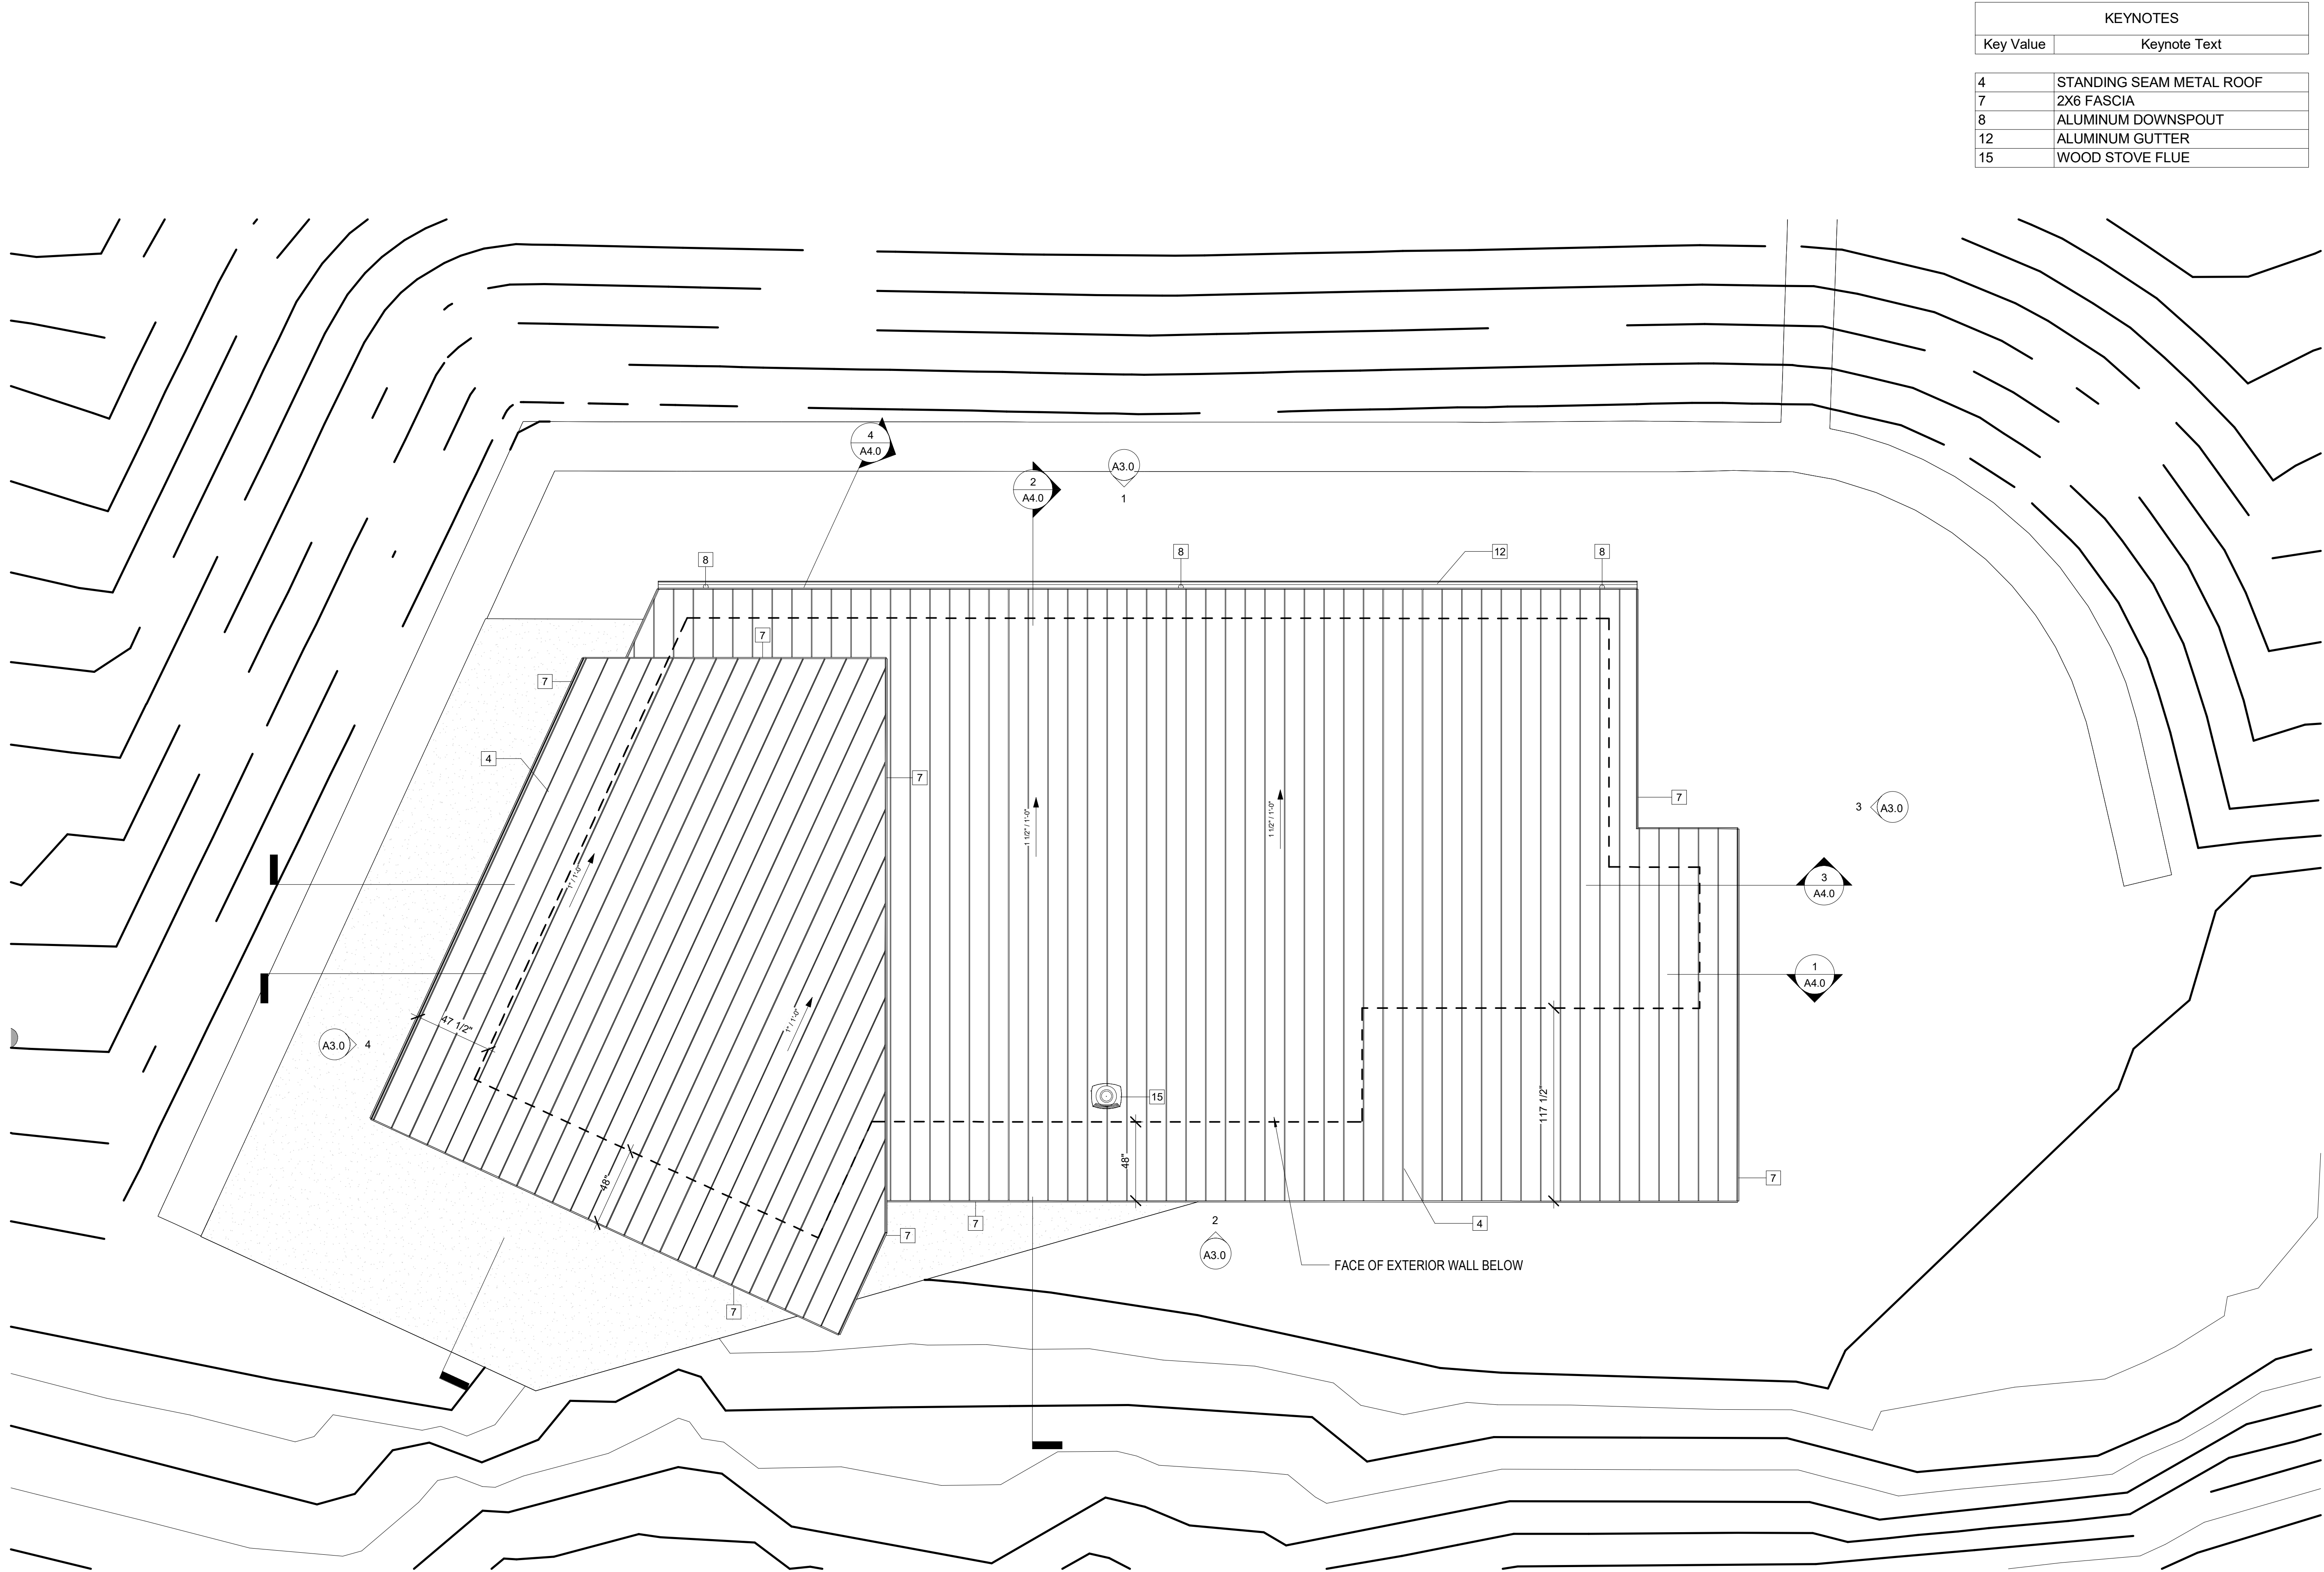 KEYNOTES
Key Value Keynote Text
4 STANDING SEAM METAL ROOF
7 2X6 FASCIA
8 ALUMINUM DOWNSPOUT
12 ALUMINUM GUTTER
15 WOOD STOVE FLUE
4
A4.0
2
A4.0
A3.0
1
8
8
12
8
7
7
4
7
7
3 A3.0
1 1/2" / 1'-0"
1 1/2" / 1'-0"
1" / 1'-0"
3
A4.0
1
A4.0
1" / 1'-0"
47 1/2"
A3.0 4
15
117 1/2"
48"
48"
7
7
7
2
A3.0
4
FACE OF EXTERIOR WALL BELOW
7